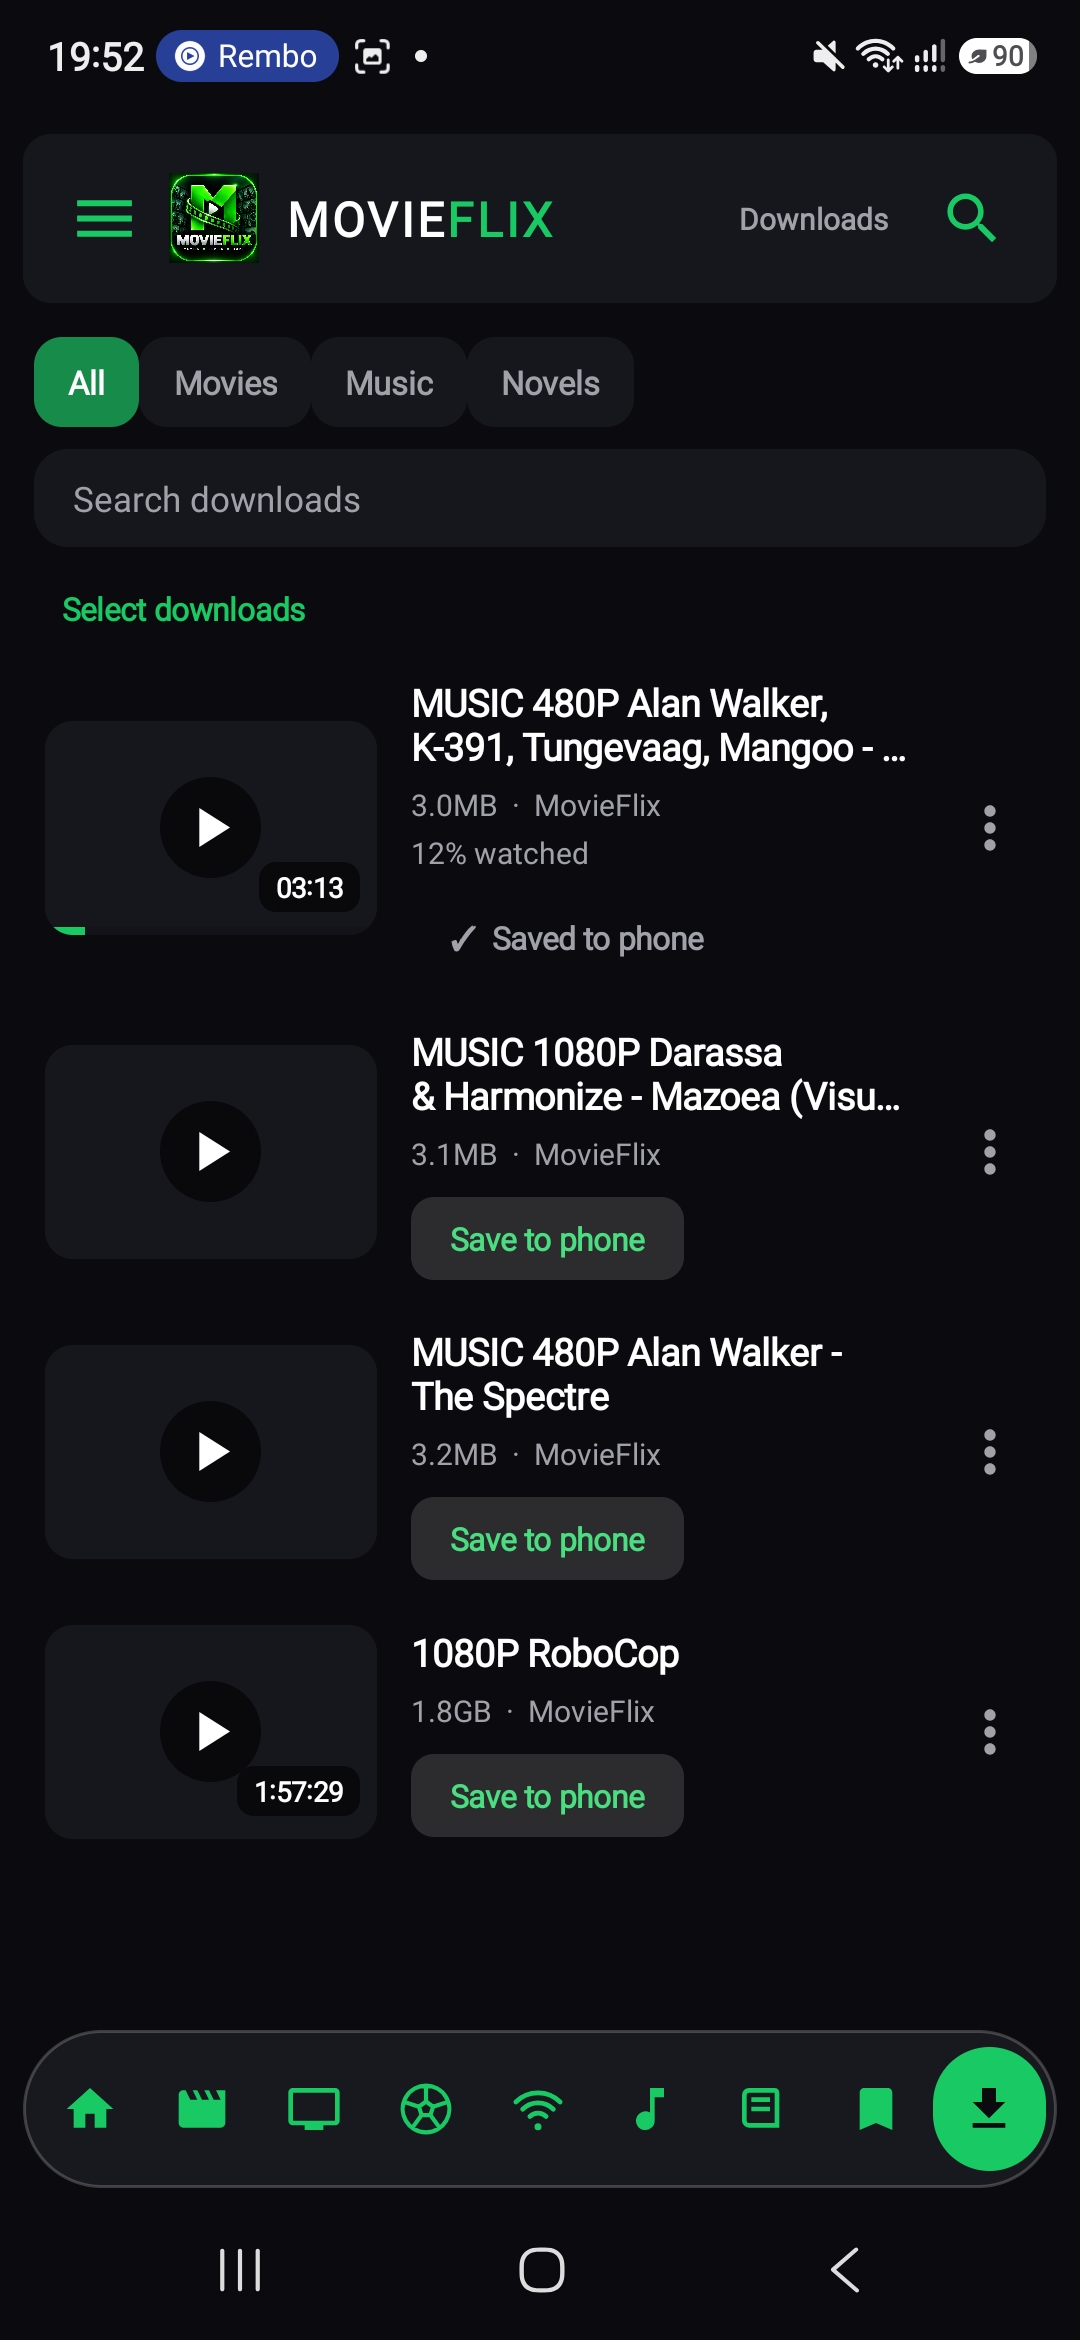 19:52 Rembo 90
MOVIEFLIX
MOVIEFLIX Downloads
All Movies Music Novels
Search downloads
Select downloads
MUSIC 480P Alan Walker,
K-391, Tungevaag, Mangoo - ...
3.0MB · MovieFlix
12% watched
03:13
✓ Saved to phone
MUSIC 1080P Darassa
& Harmonize - Mazoea (Visu...
3.1MB · MovieFlix
Save to phone
MUSIC 480P Alan Walker -
The Spectre
3.2MB · MovieFlix
Save to phone
1080P RoboCop
1.8GB · MovieFlix
1:57:29
Save to phone